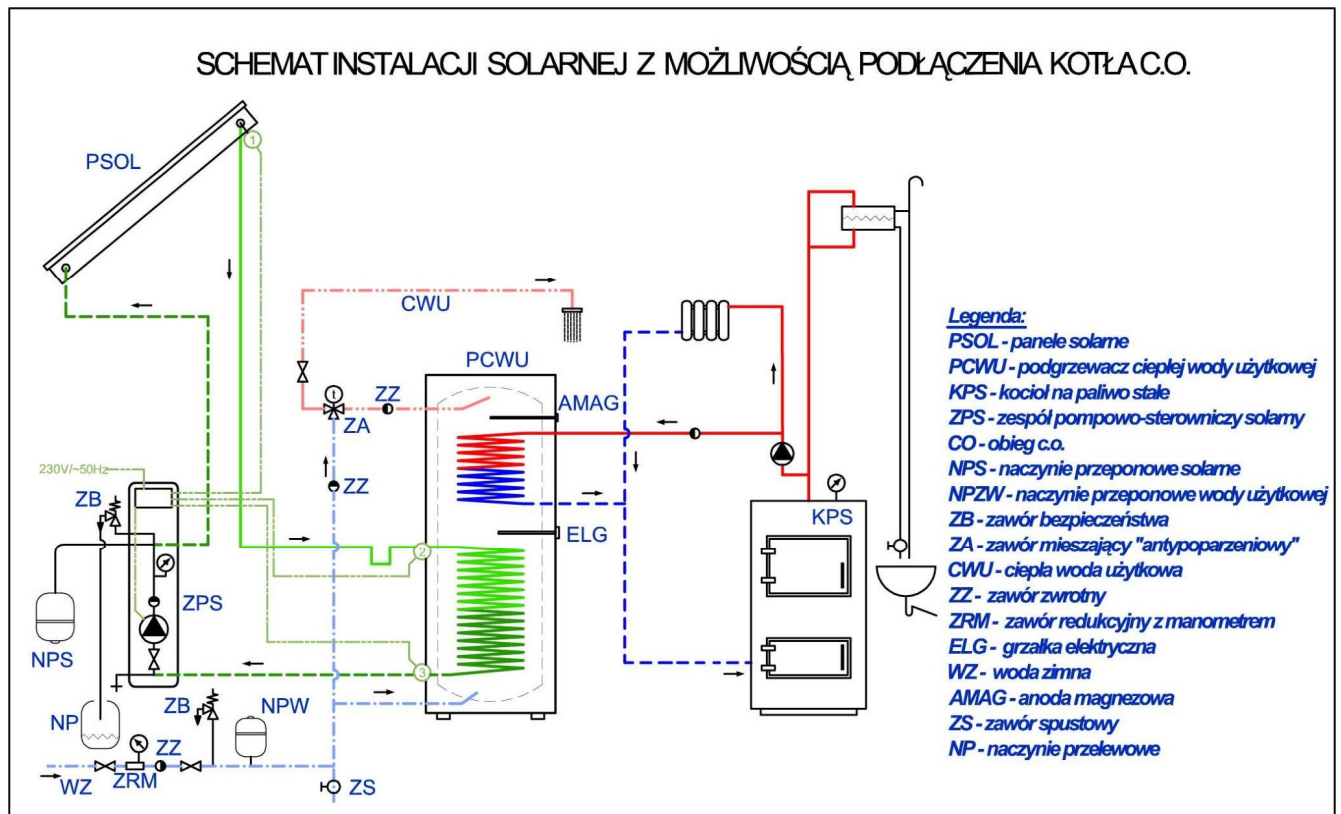 SCHEMAT INSTALACJI SOLARNEJ Z MOŻLIWOŚCIĄ PODŁĄCZENIA KOTŁA C.O.
1
PSOL
CWU
PCWU
ZZ
AMAG
ZA
230V/~50Hz
ZZ
ZB
KPS
ELG
2
ZPS
NPS
3
ZB
NPW
NP
ZZ
WZ
ZRM
ZS
t
Legenda:
PSOL - panele solarne
PCWU - podgrzewacz ciepłej wody użytkowej
KPS - kocioł na paliwo stałe
ZPS - zespół pompowo-sterowniczy solarny
CO - obieg c.o.
NPS - naczynie przeponowe solarne
NPZW - naczynie przeponowe wody użytkowej
ZB - zawór bezpieczeństwa
ZA - zawór mieszający "antypoparzeniowy"
CWU - ciepła woda użytkowa
ZZ - zawór zwrotny
ZRM - zawór redukcyjny z manometrem
ELG - grzałka elektryczna
WZ - woda zimna
AMAG - anoda magnezowa
ZS - zawór spustowy
NP - naczynie przelewowe